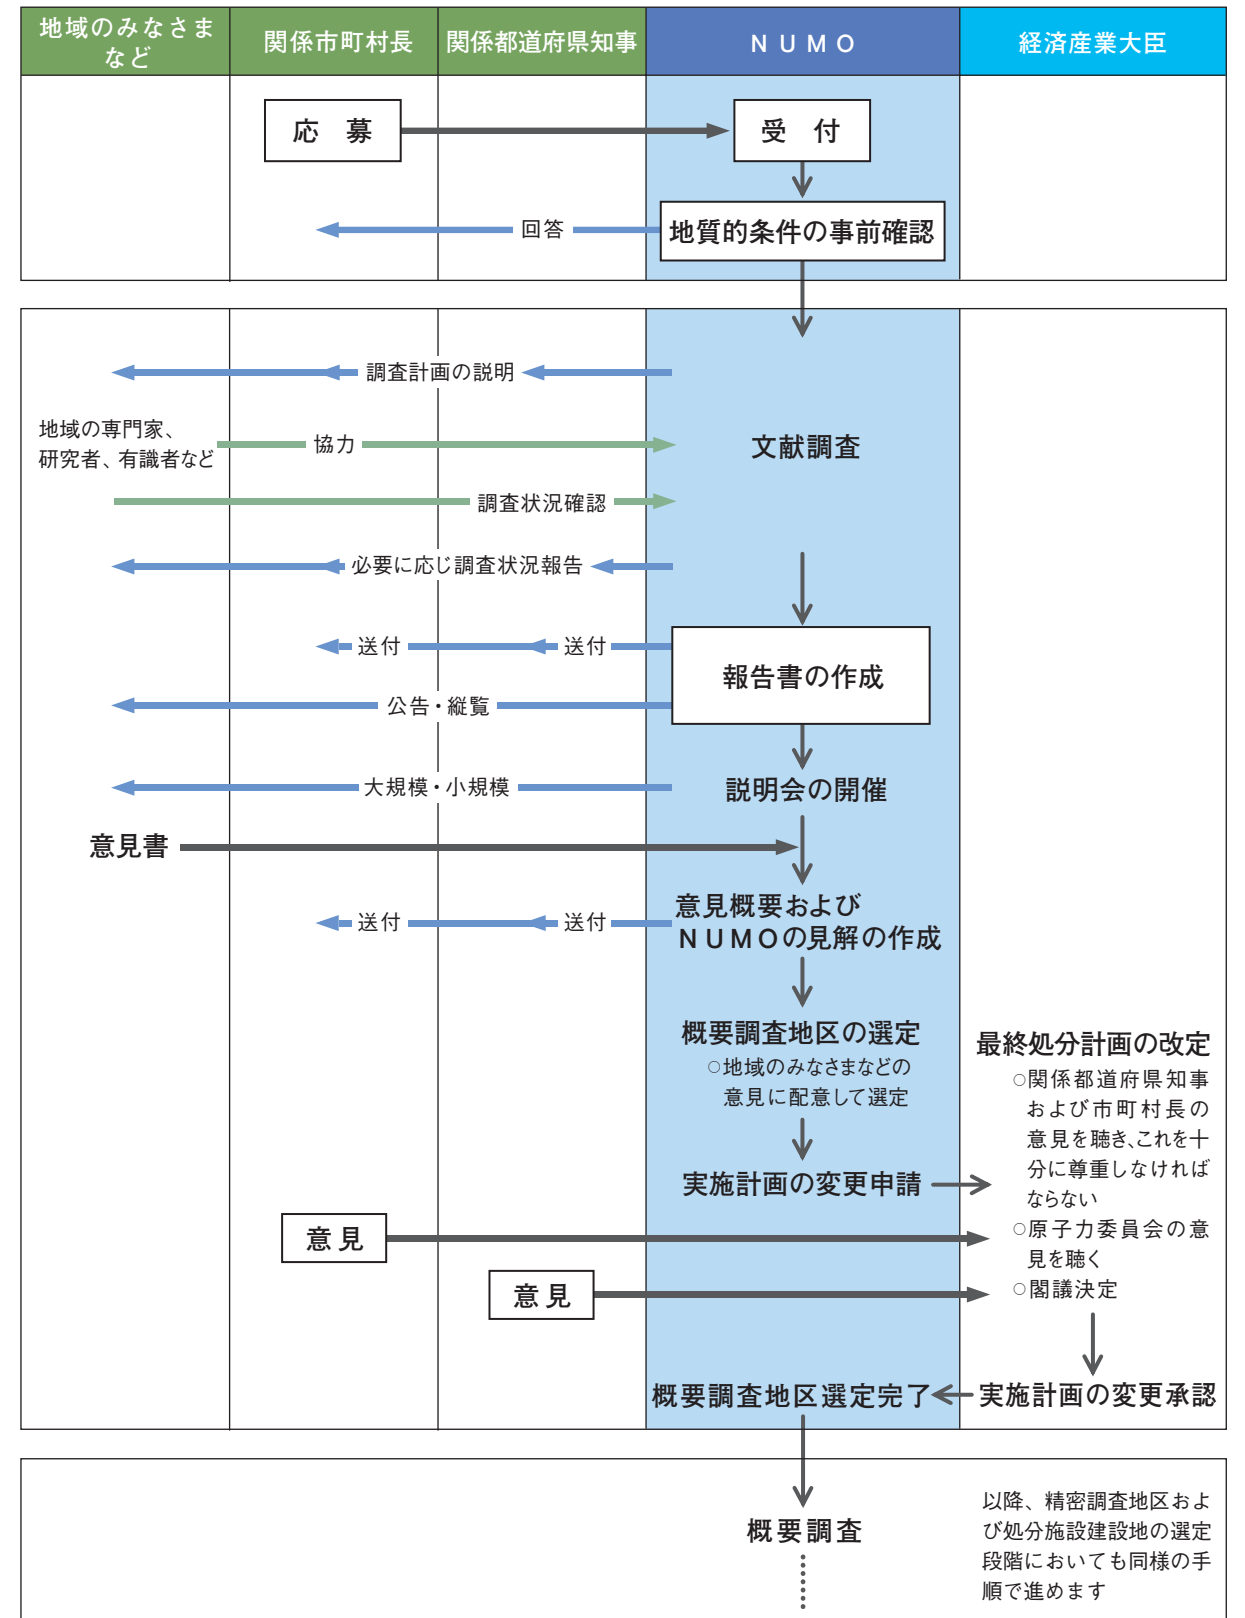 地域のみなさま
など
関係市町村長
関係都道府県知事
NUMO
経済産業大臣
応 募
受 付
回答
地質的条件の事前確認
調査計画の説明
地域の専門家、
研究者、有識者など
協力
文献調査
調査状況確認
必要に応じ調査状況報告
送付
送付
報告書の作成
公告・縦覧
大規模・小規模
説明会の開催
意見書
送付
送付
意見概要および
NUMOの見解の作成
概要調査地区の選定
○地域のみなさまなどの
意見に配意して選定
最終処分計画の改定
○関係都道府県知事
および市町村長の
意見を聴き、これを十
分に尊重しなければ
ならない
○原子力委員会の意
見を聴く
○閣議決定
実施計画の変更申請
意見
意見
概要調査地区選定完了
実施計画の変更承認
概要調査
以降、精密調査地区およ
び処分施設建設地の選定
段階においても同様の手
順で進めます